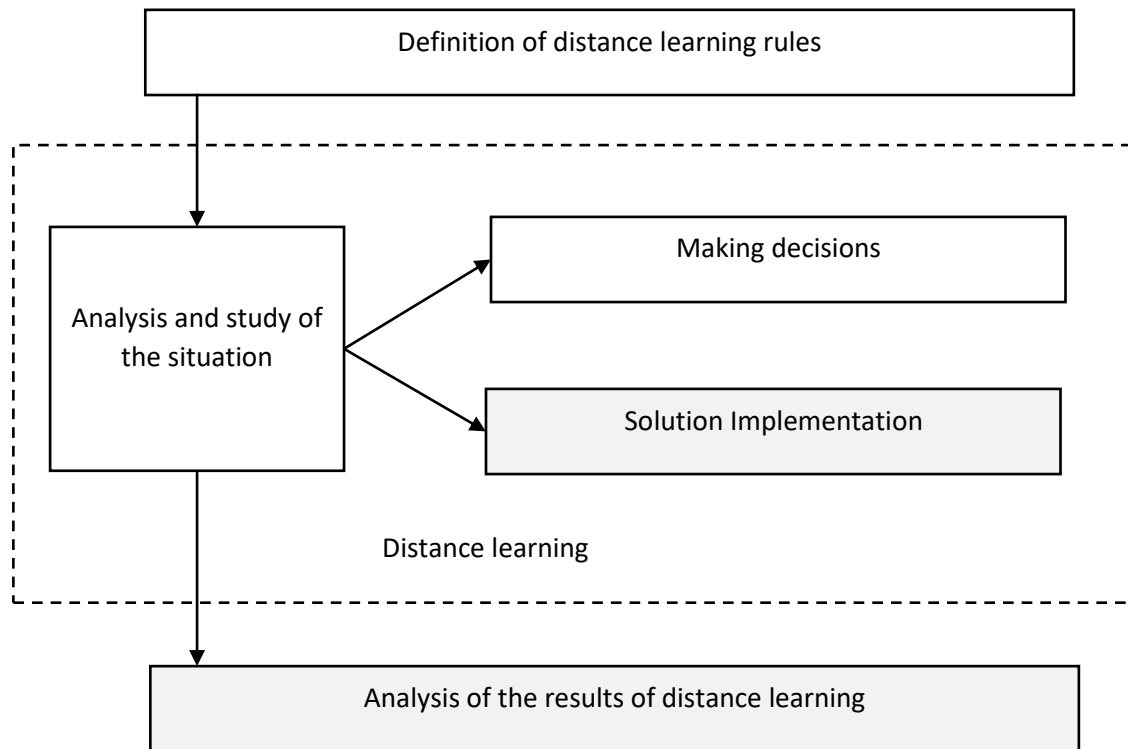 Definition of distance learning rules
Making decisions
Analysis and study of
the situation
Solution Implementation
Distance learning
Analysis of the results of distance learning